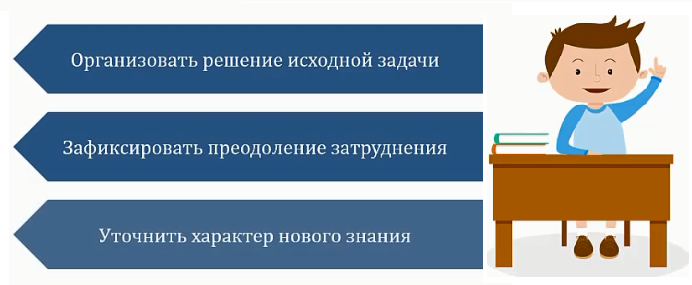 Организовать решение исходной задачи
Зафиксировать преодоление затруднения
Уточнить характер нового знания